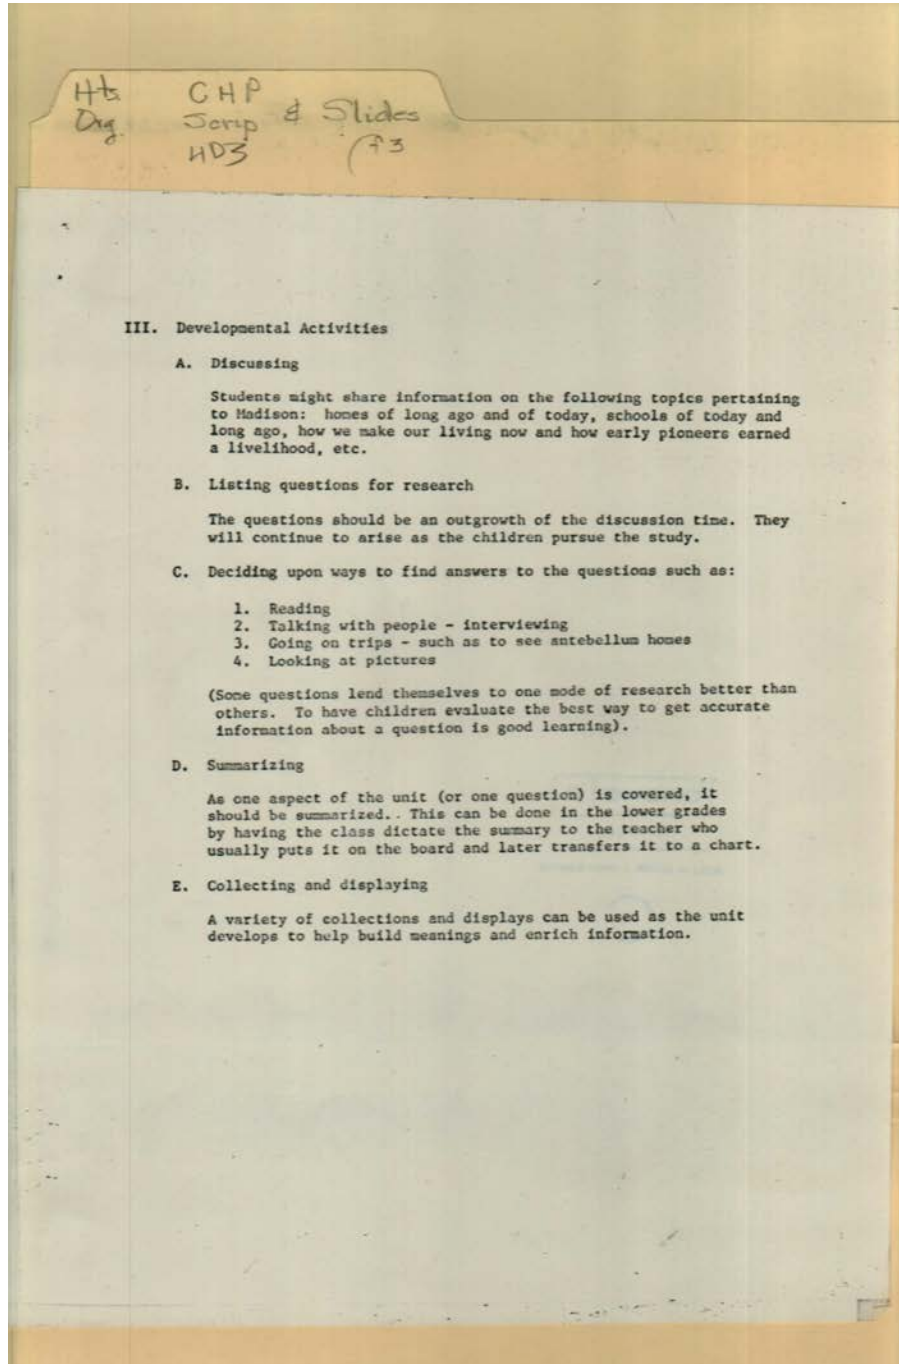 Hts. CHP
Org. Scrip & Slides
HD3 (f3
III. Developmental Activities
A. Discussing
Students might share information on the following topics pertaining
to Madison: homes of long ago and of today, schools of today and
long ago, how we make our living now and how early pioneers earned
a livelihood, etc.
B. Listing questions for research
The questions should be an outgrowth of the discussion time. They
will continue to arise as the children pursue the study.
C. Deciding upon ways to find answers to the questions such as:
1. Reading
2. Talking with people - interviewing
3. Going on trips - such as to see antebellum homes
4. Looking at pictures
(Some questions lend themselves to one mode of research better than
others. To have children evaluate the best way to get accurate
information about a question is good learning).
D. Summarizing
As one aspect of the unit (or one question) is covered, it
should be summarized. This can be done in the lower grades
by having the class dictate the summary to the teacher who
usually puts it on the board and later transfers it to a chart.
E. Collecting and displaying
A variety of collections and displays can be used as the unit
develops to help build meanings and enrich information.